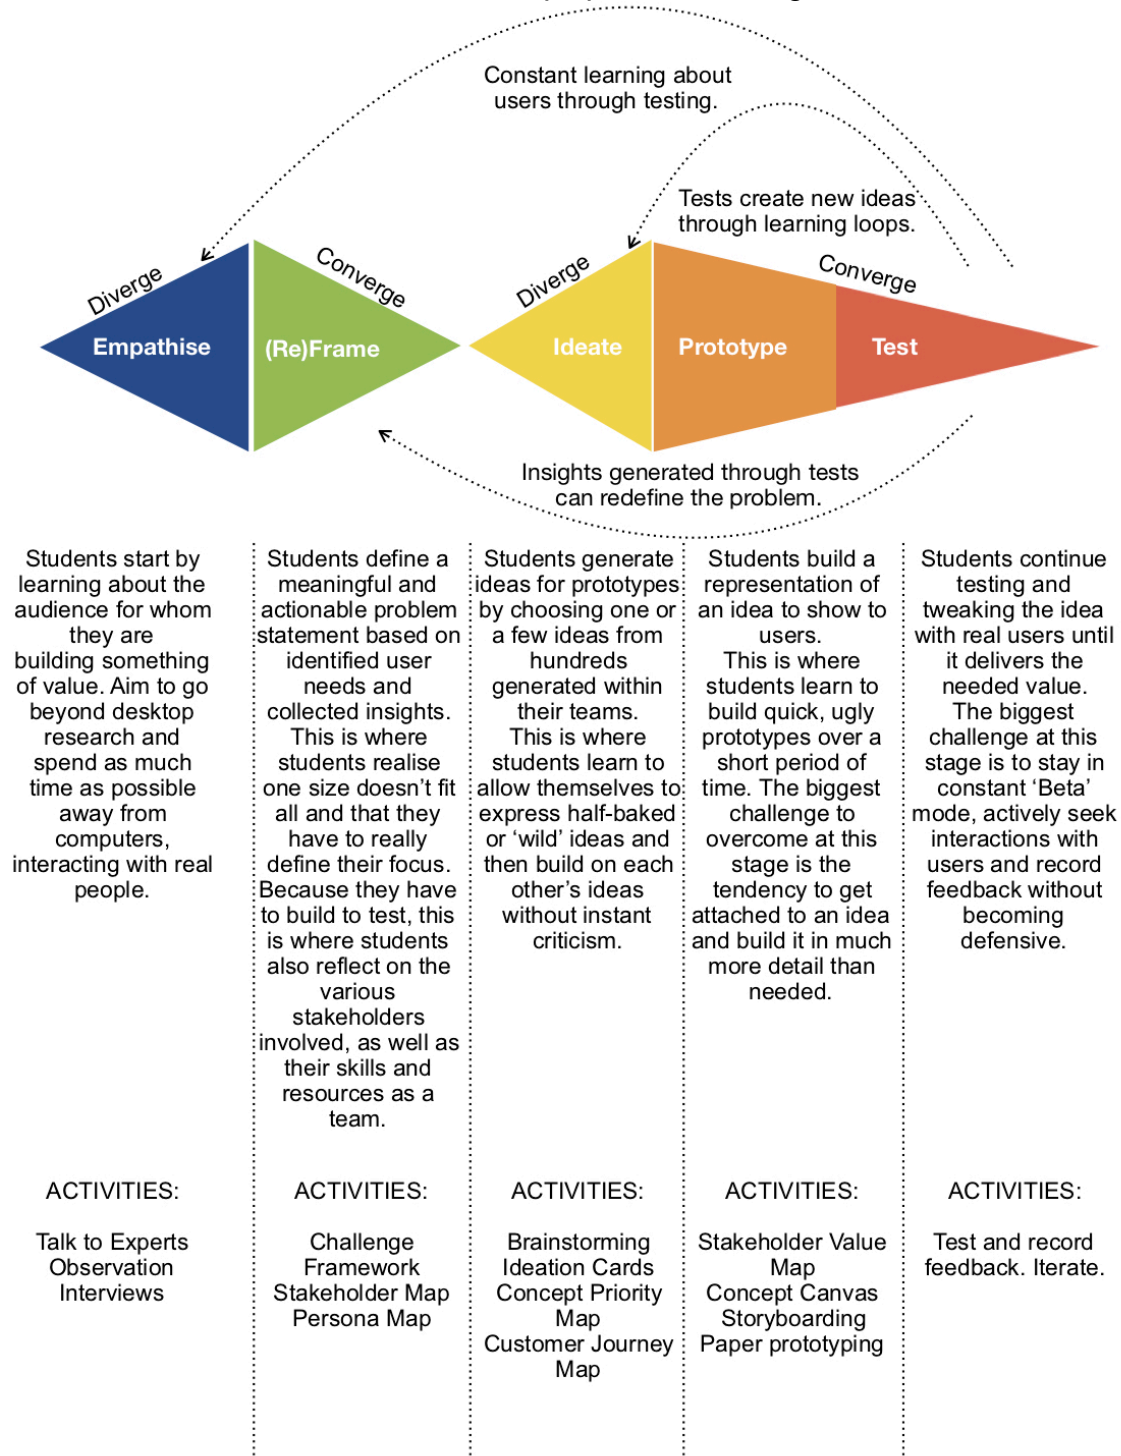 Constant learning about
users through testing.
Tests create new ideas
through learning loops.
Diverge
Converge
Diverge
Converge
Empathise
(Re)Frame
Ideate
Prototype
Test
Insights generated through tests
can redefine the problem.
Students start by
learning about the
audience for whom
they are
building something
of value. Aim to go
beyond desktop
research and
spend as much
time as possible
away from
computers,
interacting with real
people.
ACTIVITIES:
Talk to Experts
Observation
Interviews
Students define a
meaningful and
actionable problem
statement based on
identified user
needs and
collected insights.
This is where
students realise
one size doesn’t fit
all and that they
have to really
define their focus.
Because they have
to build to test, this
is where students
also reflect on the
various
stakeholders
involved, as well as
their skills and
resources as a
team.
ACTIVITIES:
Challenge
Framework
Stakeholder Map
Persona Map
Students generate
ideas for prototypes
by choosing one or
a few ideas from
hundreds
generated within
their teams.
This is where
students learn to
allow themselves to
express half-baked
or ‘wild’ ideas and
then build on each
other’s ideas
without instant
criticism.
ACTIVITIES:
Brainstorming
Ideation Cards
Concept Priority
Map
Customer Journey
Map
Students build a
representation of
an idea to show to
users.
This is where
students learn to
build quick, ugly
prototypes over a
short period of
time. The biggest
challenge to
overcome at this
stage is the
tendency to get
attached to an idea
and build it in much
more detail than
needed.
ACTIVITIES:
Stakeholder Value
Map
Concept Canvas
Storyboarding
Paper prototyping
Students continue
testing and
tweaking the idea
with real users until
it delivers the
needed value.
The biggest
challenge at this
stage is to stay in
constant ‘Beta’
mode, actively seek
interactions with
users and record
feedback without
becoming
defensive.
ACTIVITIES:
Test and record
feedback. Iterate.